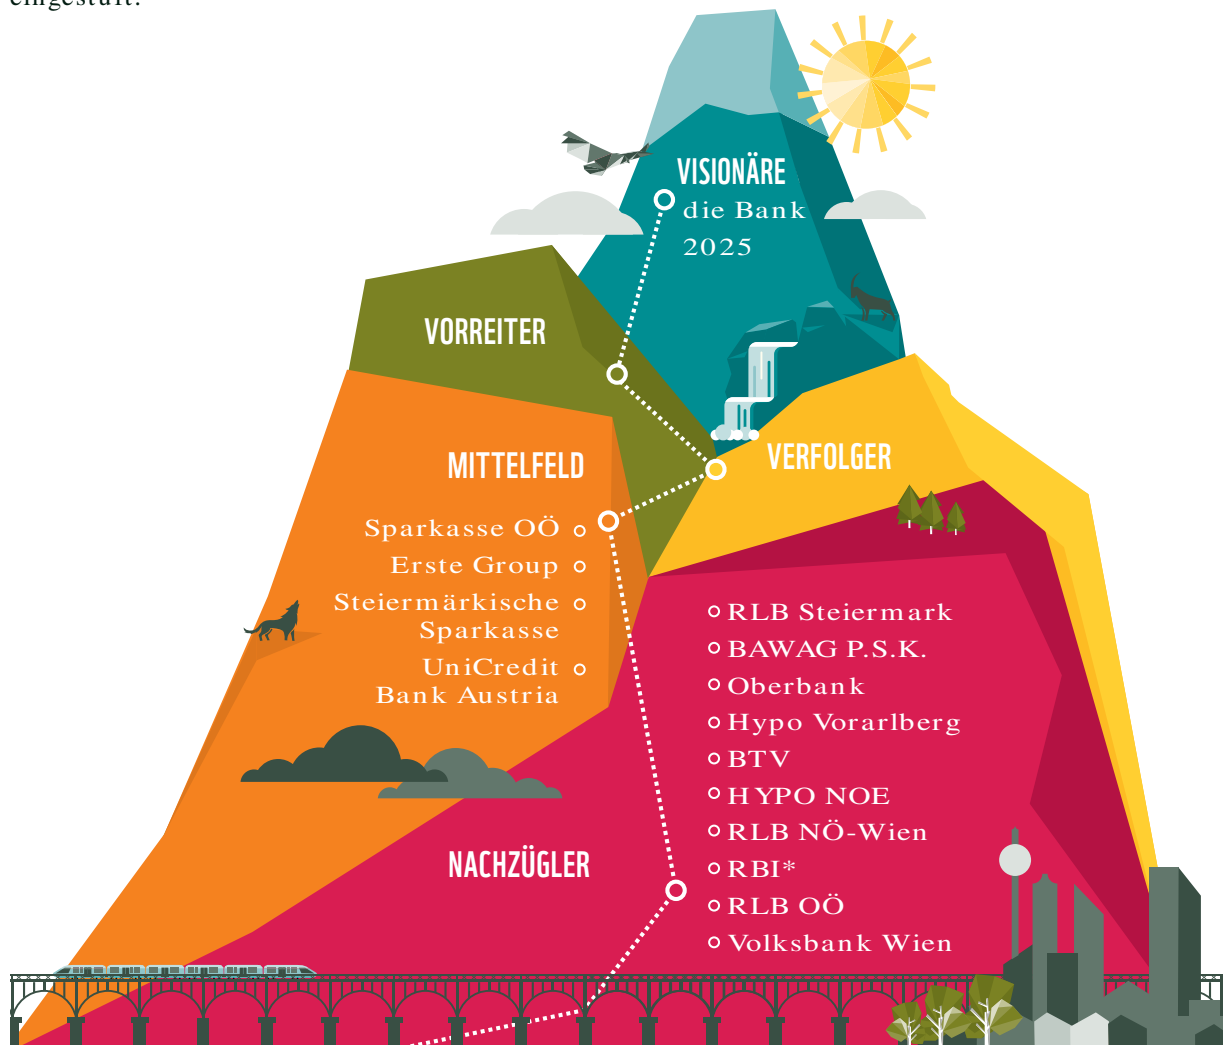 eingestuft.
VISIONÄRE
die Bank
2025
VORREITER
VERFOLGER
MITTELFELD
Sparkasse OÖ
Erste Group
Steiermärkische
Sparkasse
UniCredit
Bank Austria
RLB Steiermark
BAWAG P.S.K.
Oberbank
Hypo Vorarlberg
BTV
HYPO NOE
RLB NÖ-Wien
RBI*
RLB OÖ
Volksbank Wien
NACHZÜGLER